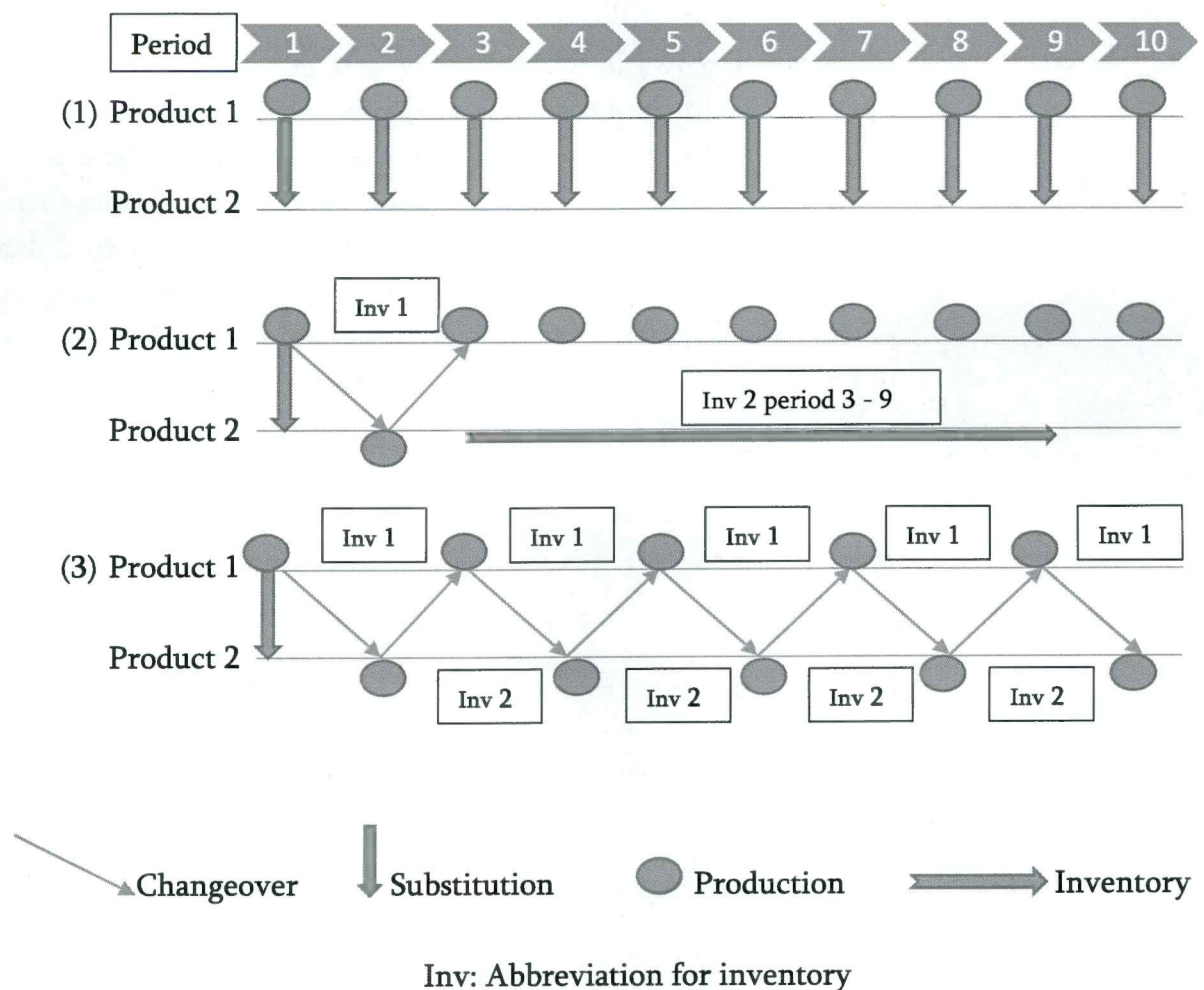 Period 1 2 3 4 5 6 7 8 9 10
(1) Product 1
Product 2
Inv 1
(2) Product 1
Inv 2 period 3 - 9
Product 2
Inv 1 Inv 1 Inv 1 Inv 1 Inv 1
(3) Product 1
Product 2
Inv 2 Inv 2 Inv 2 Inv 2
Changeover Substitution Production Inventory
Inv: Abbreviation for inventory